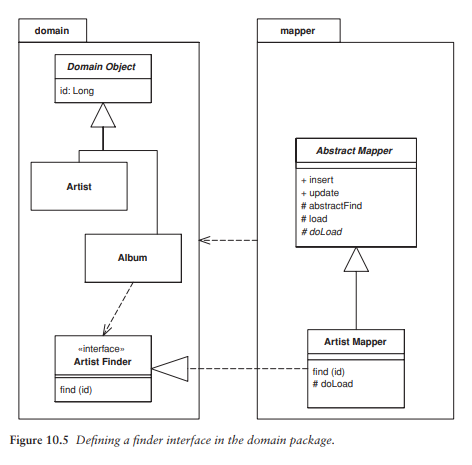 domain
Domain Object
id: Long
Artist
Album
«interface»
Artist Finder
find (id)
mapper
Abstract Mapper
+ insert
+ update
# abstractFind
# load
# doLoad
Artist Mapper
find (id)
# doLoad
Figure 10.5 Defining a finder interface in the domain package.